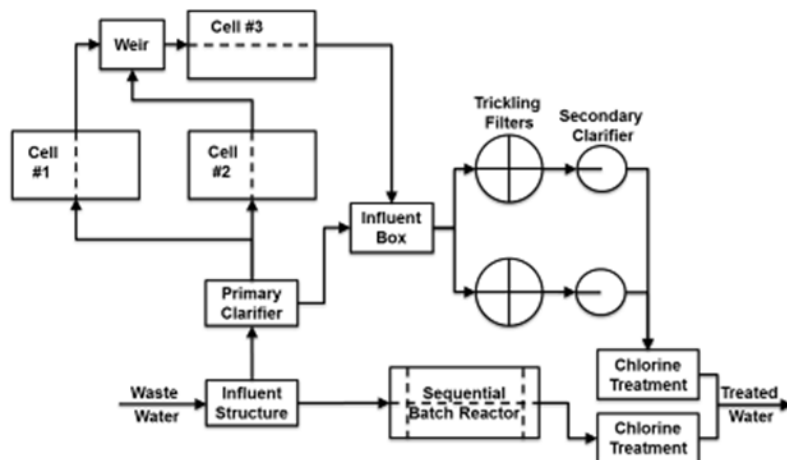 Cell #3
Weir
Trickling
Filters
Secondary
Clarifier
Cell
#1
Cell
#2
Influent
Box
Primary
Clarifier
Waste
Water
Influent
Structure
Sequential
Batch Reactor
Chlorine
Treatment
Treated
Water
Chlorine
Treatment